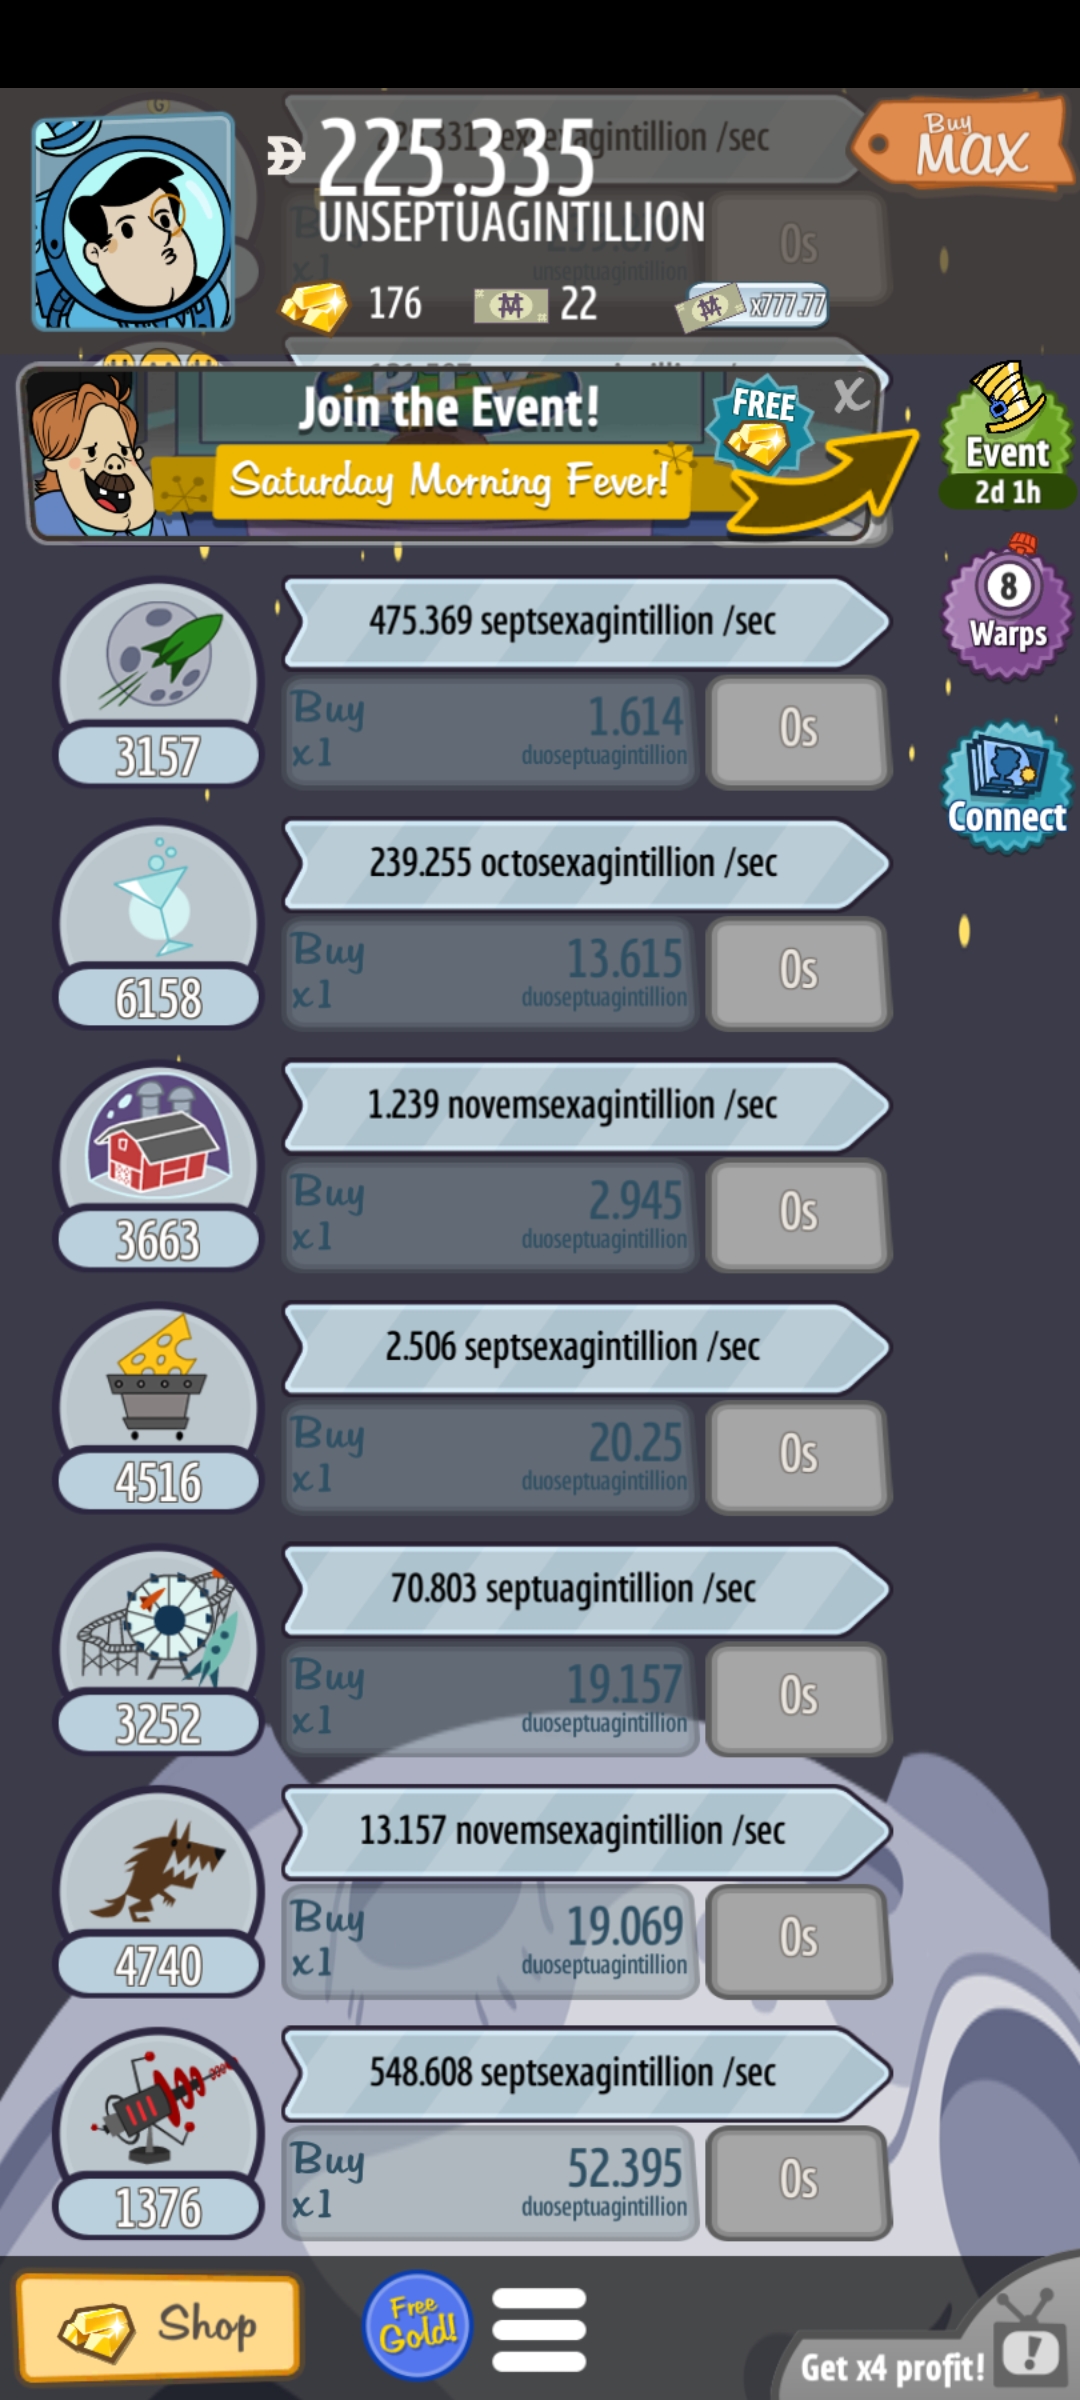 225.335
UNSEPTUAGINTILLION
Buy
MAX
0s
unseptuagintillion
x1
176
22
x777.77
Join the Event!
FREE
X
Saturday Morning Fever!
Event
2d 1h
8
Warps
Connect
475.369 septsexagintillion /sec
Buy
x1
1.614
duoseptuagintillion
0s
3157
239.255 octosexagintillion /sec
Buy
x1
13.615
duoseptuagintillion
0s
6158
1.239 novemsexagintillion /sec
Buy
x1
2.945
duoseptuagintillion
0s
3663
2.506 septsexagintillion /sec
Buy
x1
20.25
duoseptuagintillion
0s
4516
70.803 septuagintillion /sec
Buy
x1
19.157
duoseptuagintillion
0s
3252
13.157 novemsexagintillion /sec
Buy
x1
19.069
duoseptuagintillion
0s
4740
548.608 septsexagintillion /sec
Buy
x1
52.395
duoseptuagintillion
0s
1376
Shop
Free
Gold!
Get x4 profit!